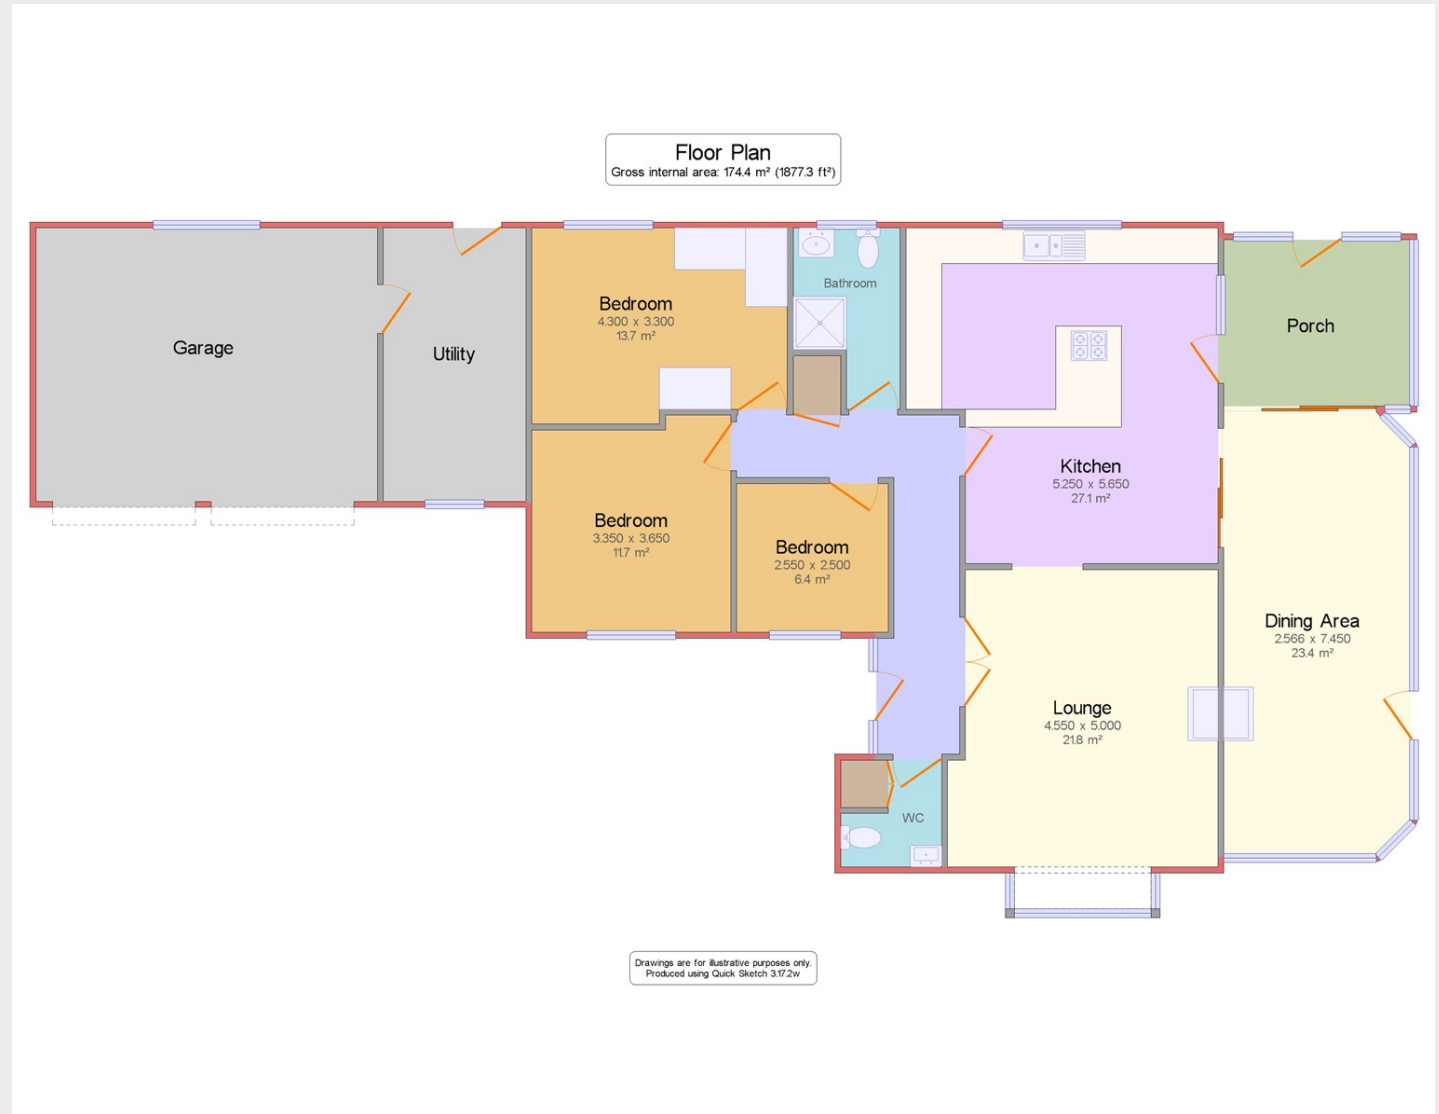 Floor Plan
Gross internal area: 174.4 m² (1877.3 ft²)
Garage
Utility
Bedroom
4.300 x 3.300
13.7 m²
Bathroom
Porch
Kitchen
5.250 x 5.650
27.1 m²
Bedroom
3.350 x 3.650
11.7 m²
Bedroom
2.550 x 2.500
6.4 m²
Dining Area
2.566 x 7.450
23.4 m²
Lounge
4.550 x 5.000
21.8 m²
WC
Drawings are for illustrative purposes only.
Produced using Quick Sketch 3.17.2w